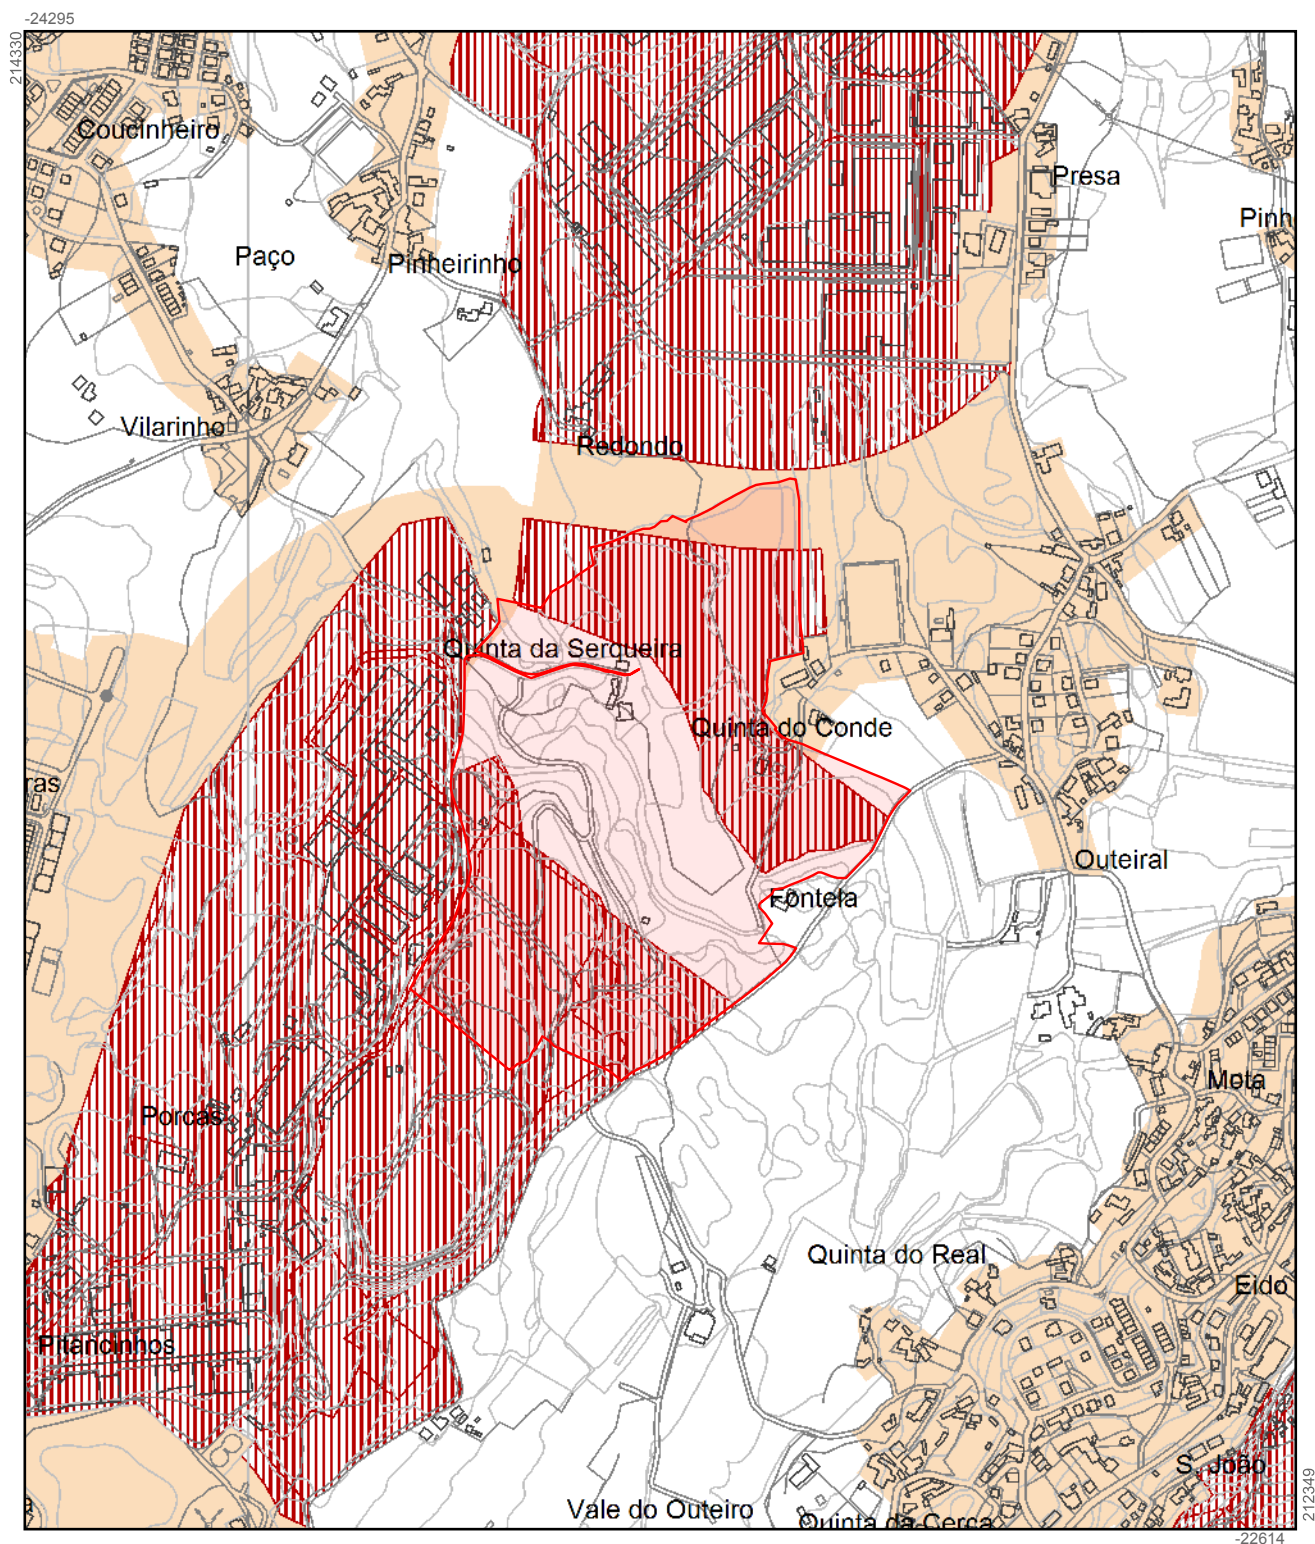 -24295
214330
Coucinheiro
Presa
Pinh
Paço
Pinheirinho
Vilarinho
Redondo
Quinta da Serqueira
Quinta do Conde
ras
Outeiral
Fontela
Mota
Porcas
Quinta do Real
Eido
Pitancinhos
S. João
a
Vale do Outeiro
Quinta da Cerca
212349
-22614